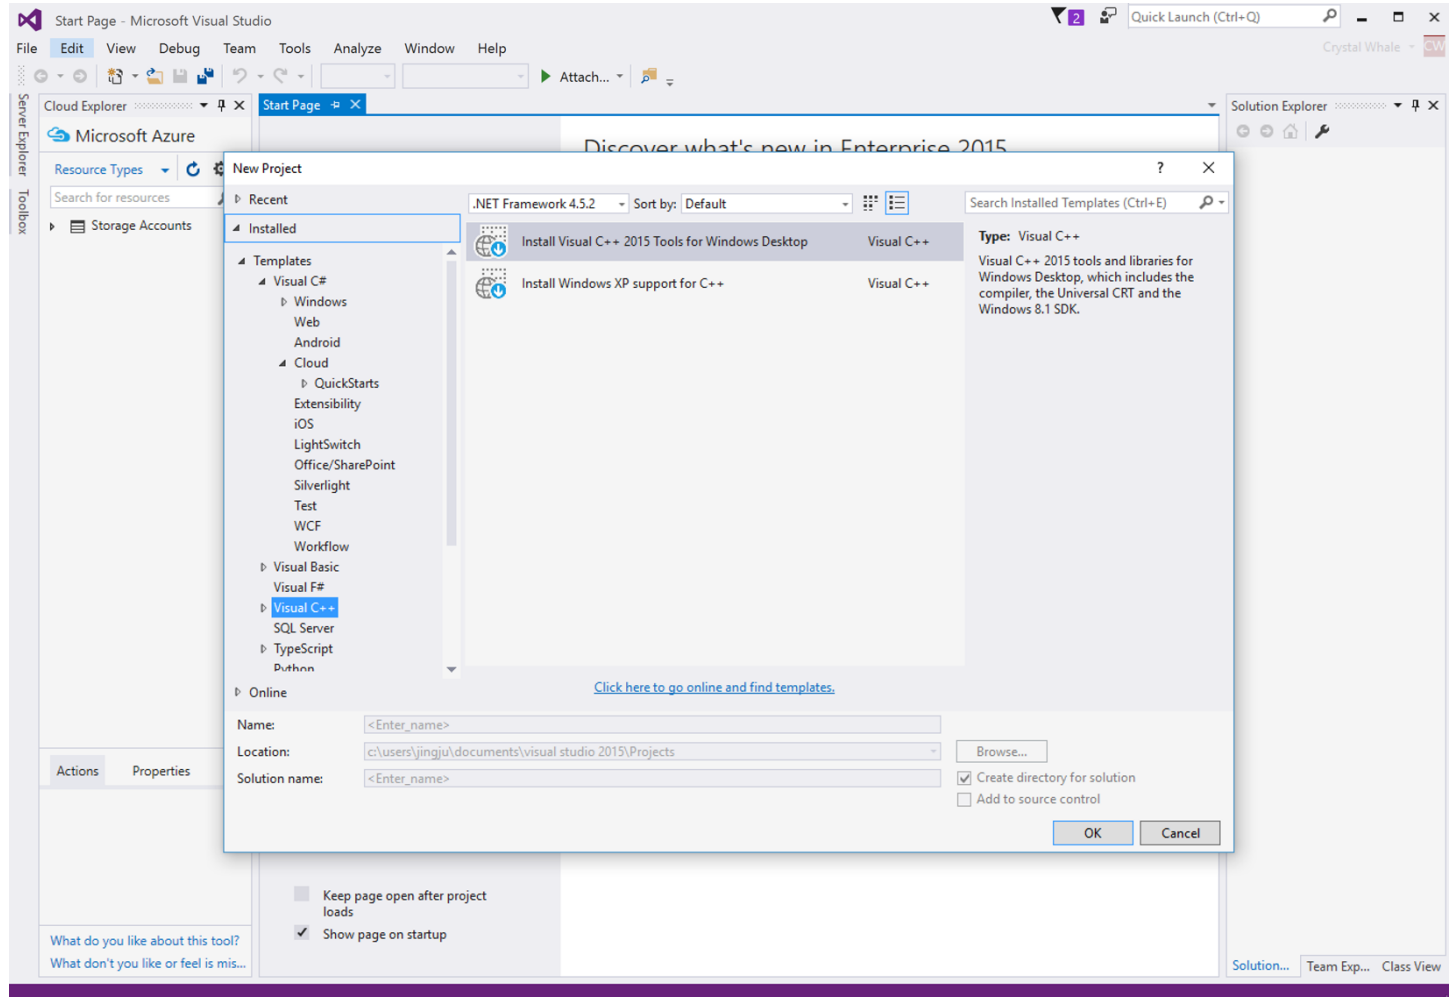 Start Page - Microsoft Visual Studio
2
Quick Launch (Ctrl+Q)
File Edit View Debug Team Tools Analyze Window Help
Crystal Whale
CW
Attach...
Server Explorer
Toolbox
Cloud Explorer
Start Page
Solution Explorer
Microsoft Azure
Discover what's new in Enterprise 2015
Resource Types
Search for resources
Storage Accounts
New Project
?
Recent
.NET Framework 4.5.2
Sort by: Default
Search Installed Templates (Ctrl+E)
Installed
Templates
Visual C#
Windows
Web
Android
Cloud
QuickStarts
Extensibility
iOS
LightSwitch
Office/SharePoint
Silverlight
Test
WCF
Workflow
Visual Basic
Visual F#
Visual C++
SQL Server
TypeScript
Python
Online
Install Visual C++ 2015 Tools for Windows Desktop Visual C++
Install Windows XP support for C++ Visual C++
Type: Visual C++
Visual C++ 2015 tools and libraries for
Windows Desktop, which includes the
compiler, the Universal CRT and the
Windows 8.1 SDK.
Click here to go online and find templates.
Name: <Enter_name>
Location: c:\users\jingju\documents\visual studio 2015\Projects
Browse...
Solution name: <Enter_name>
Create directory for solution
Add to source control
OK Cancel
Actions Properties
Keep page open after project
loads
Show page on startup
What do you like about this tool?
What don't you like or feel is mis...
Solution... Team Exp... Class View